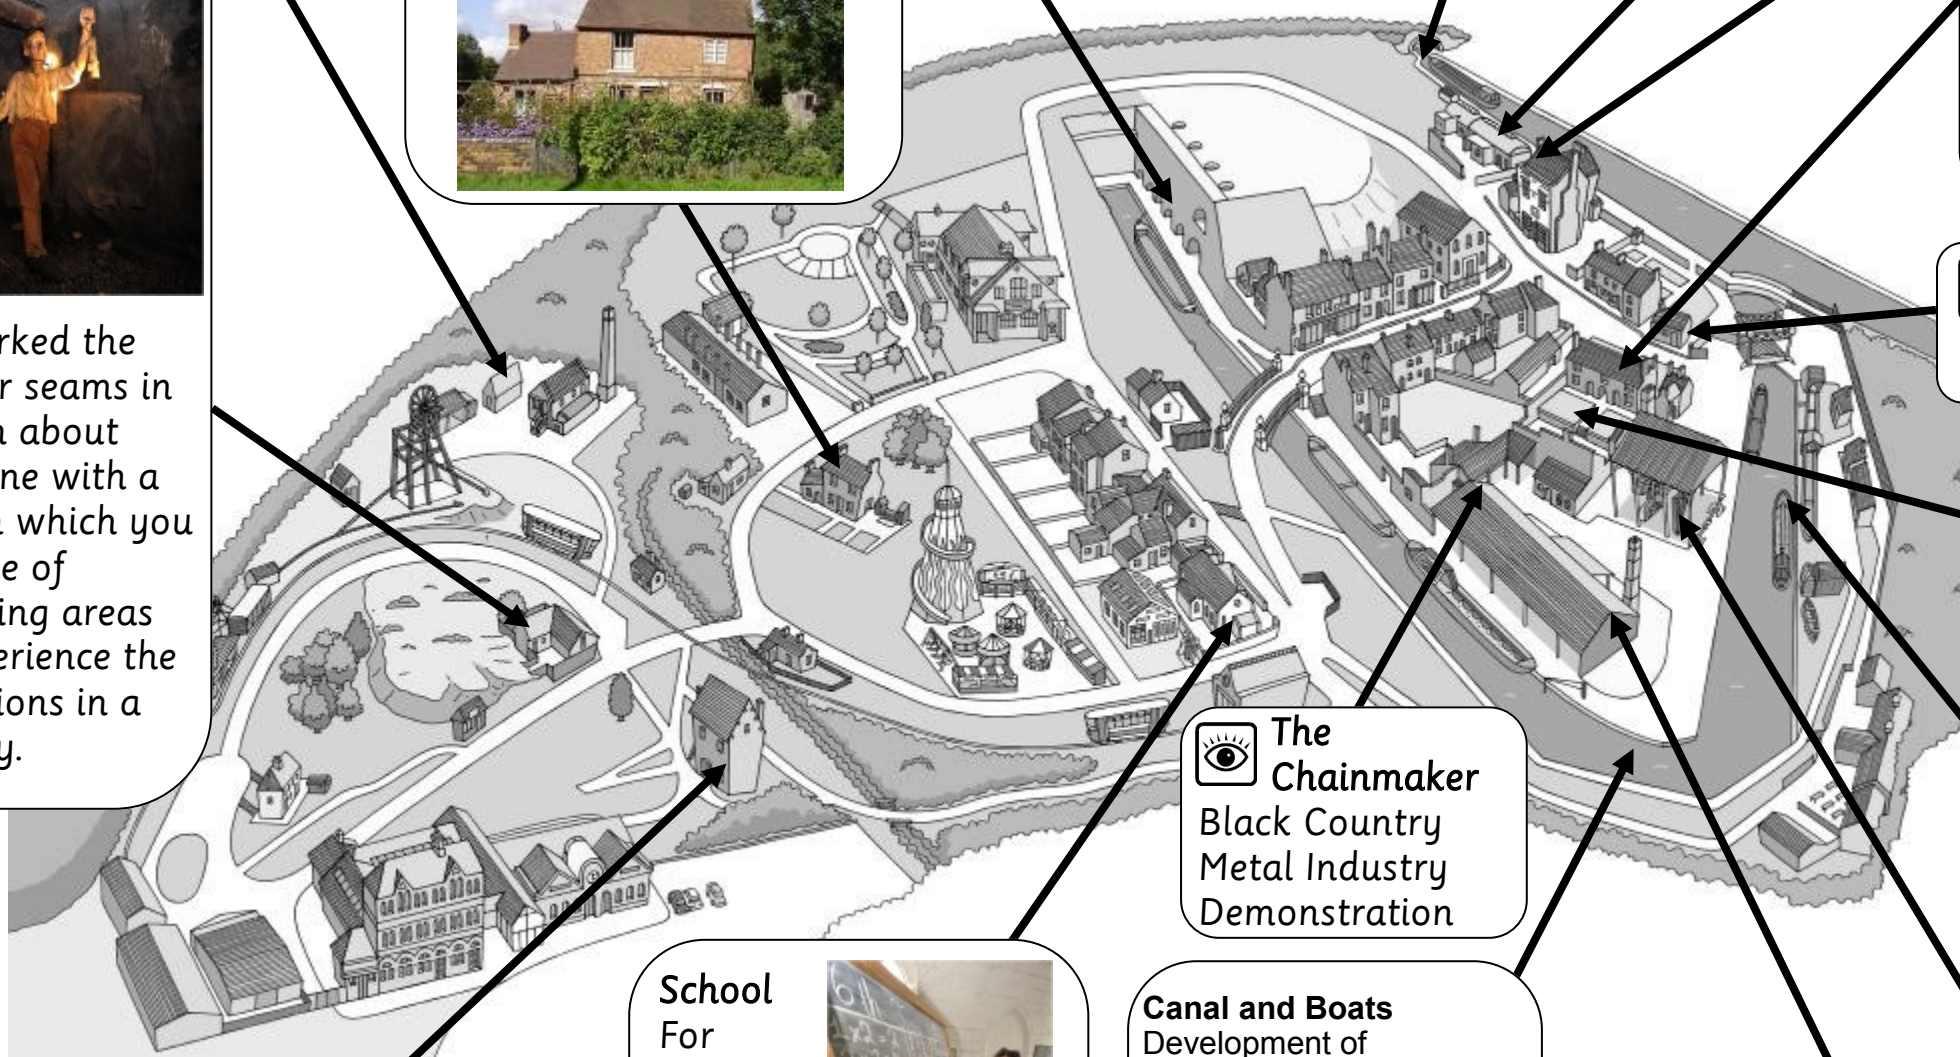 rked the
r seams in
n about
ne with a
n which you
e of
ing areas
erience the
ions in a
y.
The
Chainmaker
Black Country
Metal Industry
Demonstration
School
For
Canal and Boats
Development of